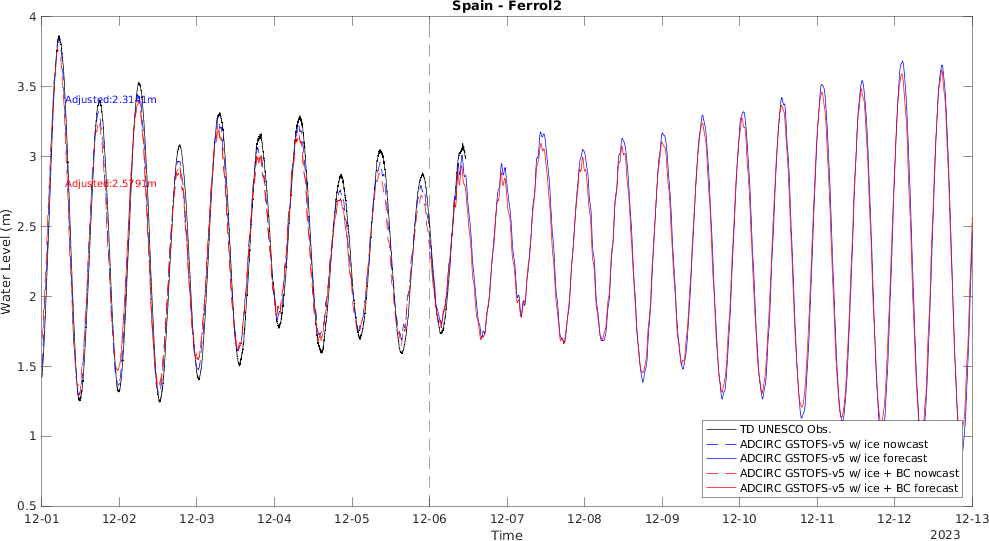 Spain - Ferrol2
4
3.5
3
2.5
2
1.5
1
0.5
Water Level (m)
Adjusted:2.3141m
Adjusted:2.5791m
TD UNESCO Obs.
ADCIRC GSTOFS-v5 w/ ice nowcast
ADCIRC GSTOFS-v5 w/ ice forecast
ADCIRC GSTOFS-v5 w/ ice + BC nowcast
ADCIRC GSTOFS-v5 w/ ice + BC forecast
12-01 12-02 12-03 12-04 12-05 12-06 12-07 12-08 12-09 12-10 12-11 12-12 12-13
Time
2023